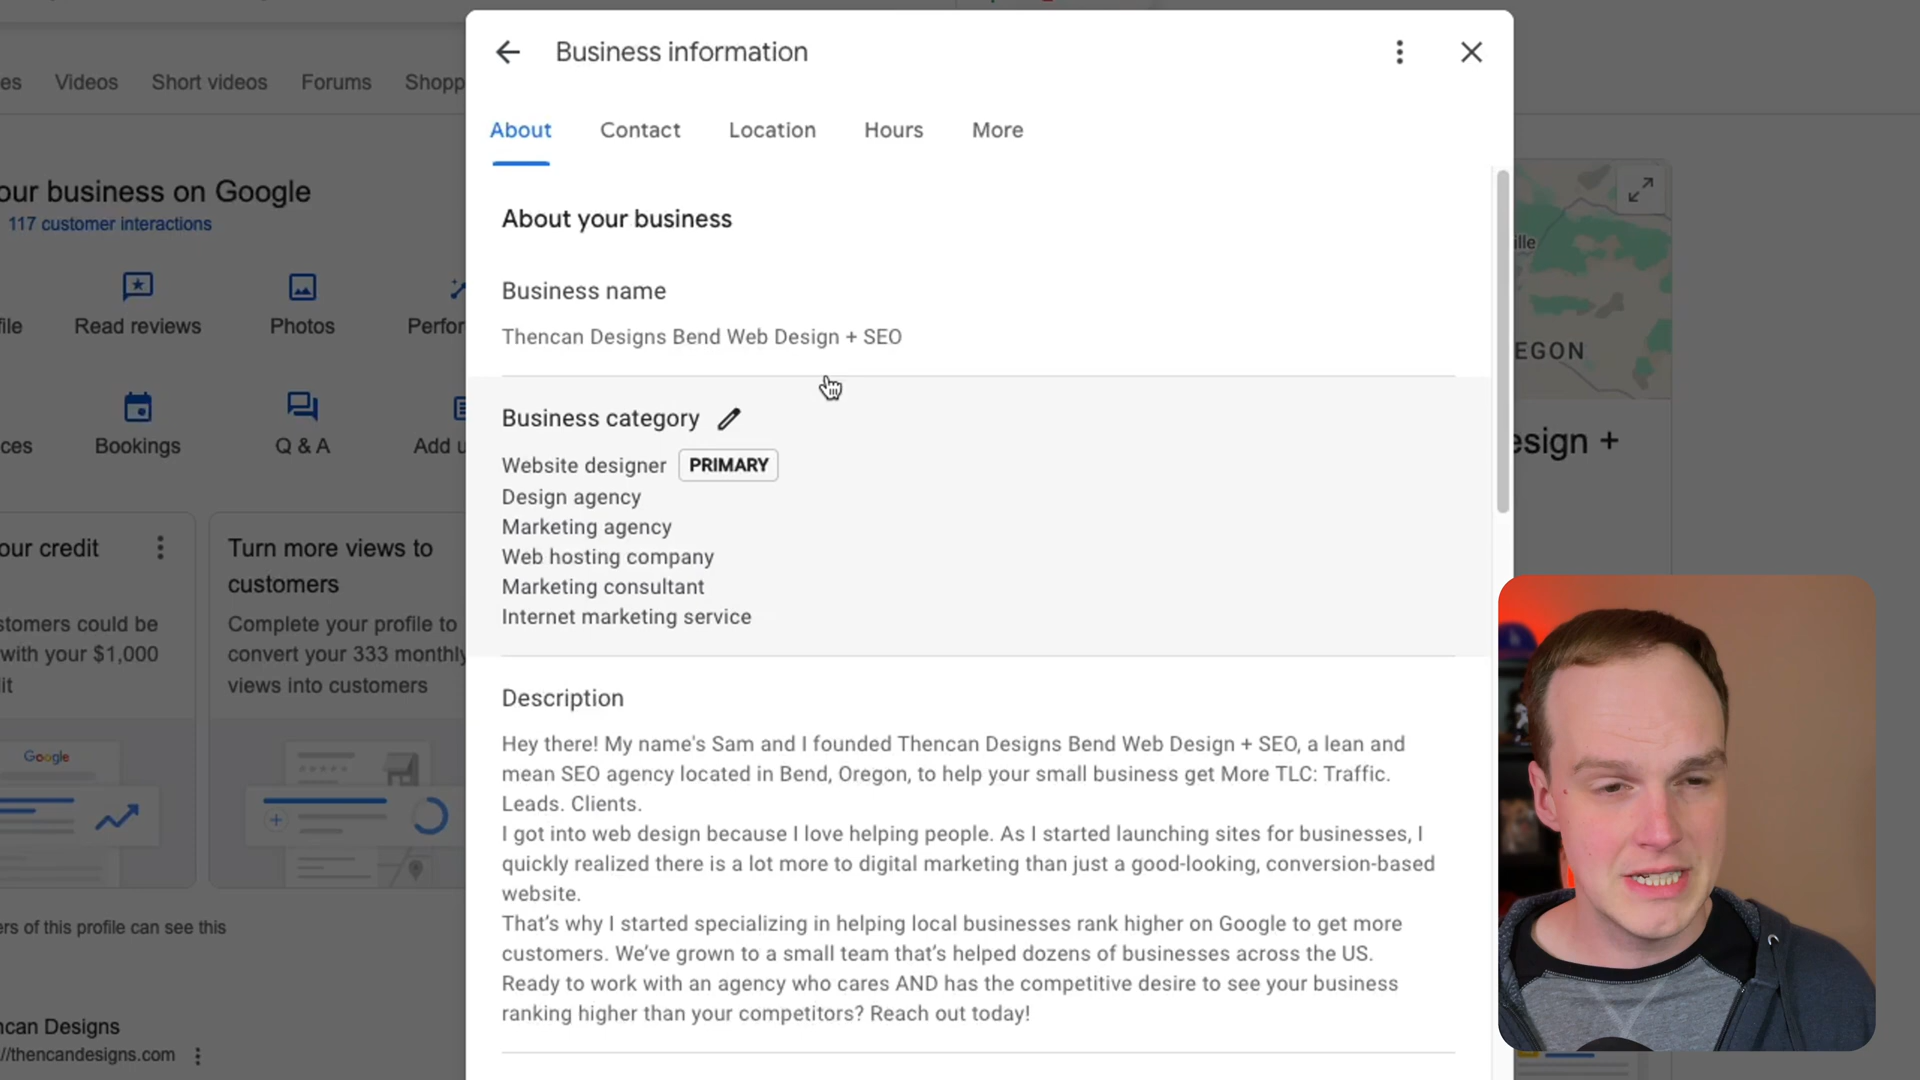 Business information
es Videos Short videos Forums Shopp
About Contact Location Hours More
our business on Google
117 customer interactions
file Read reviews Photos Perfor
ces Bookings Q & A Add u
our credit
stomers could be
with your $1,000
it
Turn more views to
customers
Complete your profile to
convert your 333 monthly
views into customers
Google
ers of this profile can see this
ncan Designs
://thencandesigns.com
About your business
Business name
Thencan Designs Bend Web Design + SEO
Business category
Website designer PRIMARY
Design agency
Marketing agency
Web hosting company
Marketing consultant
Internet marketing service
Description
Hey there! My name's Sam and I founded Thencan Designs Bend Web Design + SEO, a lean and
mean SEO agency located in Bend, Oregon, to help your small business get More TLC: Traffic.
Leads. Clients.
I got into web design because I love helping people. As I started launching sites for businesses, I
quickly realized there is a lot more to digital marketing than just a good-looking, conversion-based
website.
That’s why I started specializing in helping local businesses rank higher on Google to get more
customers. We’ve grown to a small team that’s helped dozens of businesses across the US.
Ready to work with an agency who cares AND has the competitive desire to see your business
ranking higher than your competitors? Reach out today!
ille
EGON
esign +